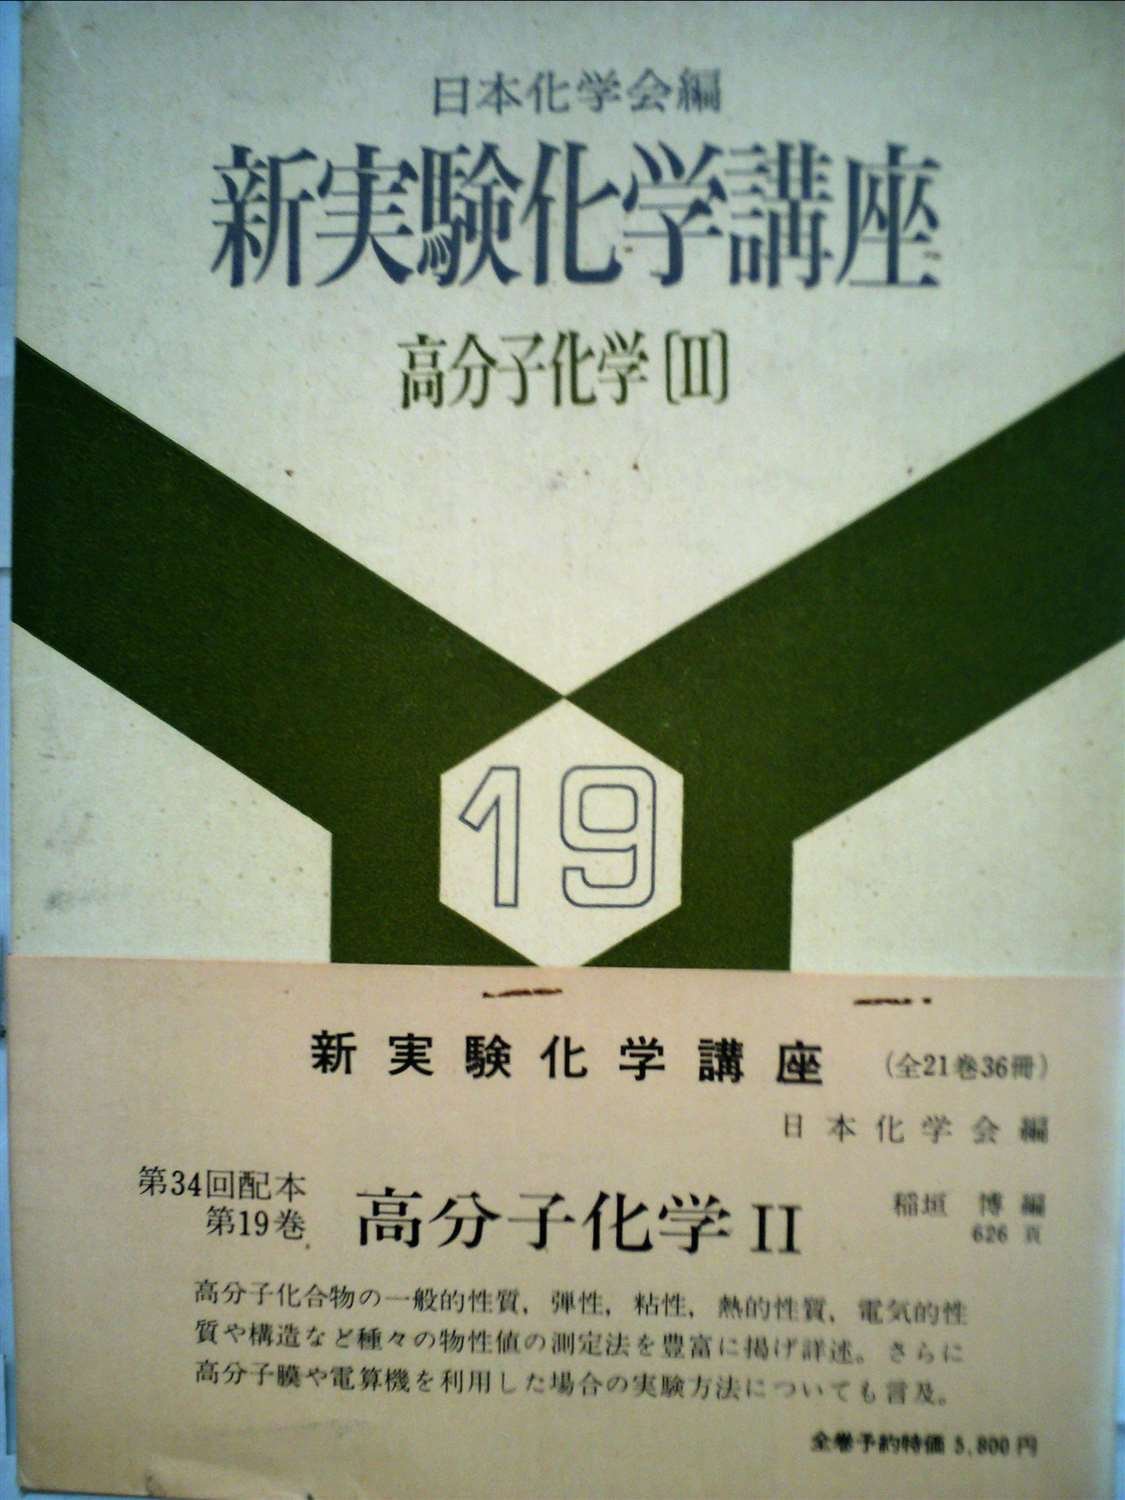 日本化学会編
新実験化学講座
高分子化学〔II〕
19
新実験化学講座 (全21巻36冊)
日本化学会編
第34回配本
第19巻
高分子化学 II
稲垣 博編
626頁
高分子化合物の一般的性質,弾性,粘性,熱的性質,電気的性
質や構造など種々の物性値の測定法を豊富に掲げ詳述。さらに
高分子膜や電算機を利用した場合の実験方法についても言及。
全巻予約特価 5,800円